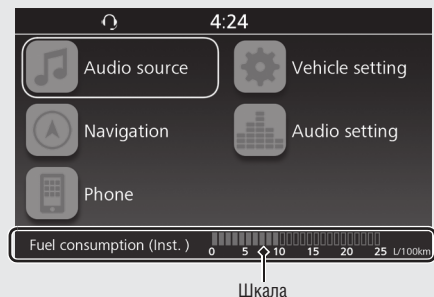 4:24
Audio source
Vehicle setting
Navigation
Audio setting
Phone
Fuel consumption (Inst. )
0 5 10 15 20 25 L/100km
Шкала